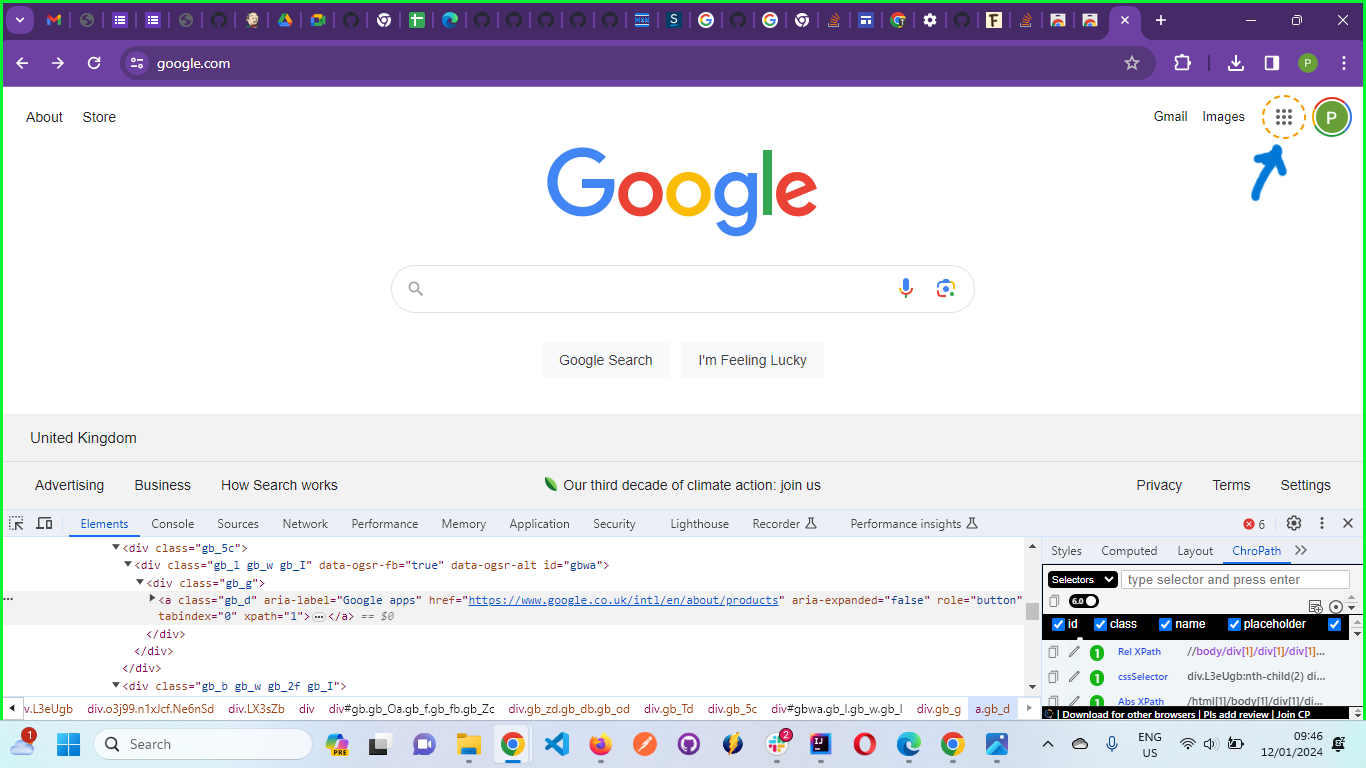 google.com
P
About Store
Gmail Images
P
Google
Google Search I'm Feeling Lucky
United Kingdom
Advertising Business How Search works
Our third decade of climate action: join us
Privacy Terms Settings
Elements Console Sources Network Performance Memory Application Security Lighthouse Recorder Performance insights 6
<div class="gb_5c">
<div class="gb_l gb_w gb_I" data-ogsr-fb="true" data-ogsr-alt id="gbwa">
<div class="gb_g">
<a class="gb_d" aria-label="Google apps" href="https://www.google.co.uk/intl/en/about/products" aria-expanded="false" role="button"
tabindex="0" xpath="1"> … </a> == $0
</div>
</div>
</div>
<div class="gb_b gb_w gb_2f gb_I">
v.L3eUgb div.o3j99.n1xJcf.Ne6nSd div.LX3sZb div div#gb.gb_Oa.gb_f.gb_fb.gb_Zc div.gb_zd.gb_db.gb_od div.gb_Td div.gb_5c div#gbwa.gb_l.gb_w.gb_I div.gb_g a.gb_d
Styles Computed Layout ChroPath
Selectors type selector and press enter
6.0
id class name placeholder
1 Rel XPath //body/div[1]/div[1]/div[1]...
1 cssSelector div.L3eUgb:nth-child(2) di...
1 Abs XPath /html[1]/body[1]/div[1]/di...
| Download for other browsers | Pls add review | Join CP
1
Search
PRE
2
IJ
ENG
US
09:46
12/01/2024